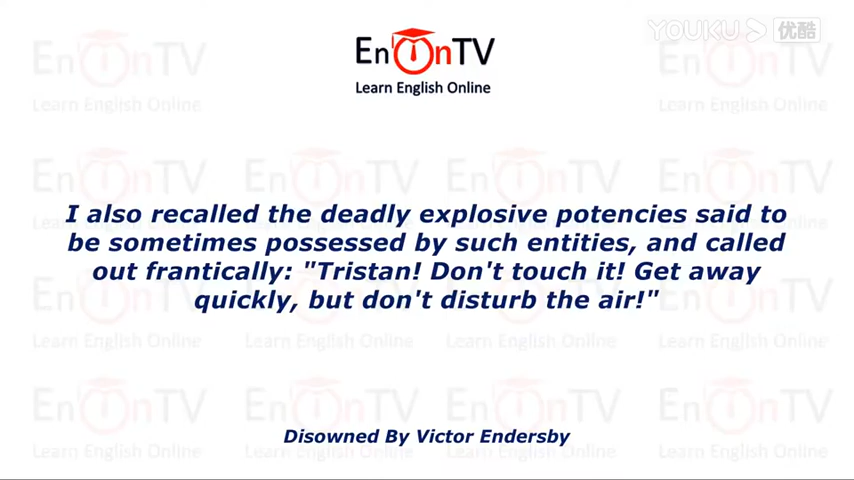 YOUKU 优酷
EnOnTV
Learn English Online
I also recalled the deadly explosive potencies said to
be sometimes possessed by such entities, and called
out frantically: "Tristan! Don't touch it! Get away
quickly, but don't disturb the air!"
Disowned By Victor Endersby